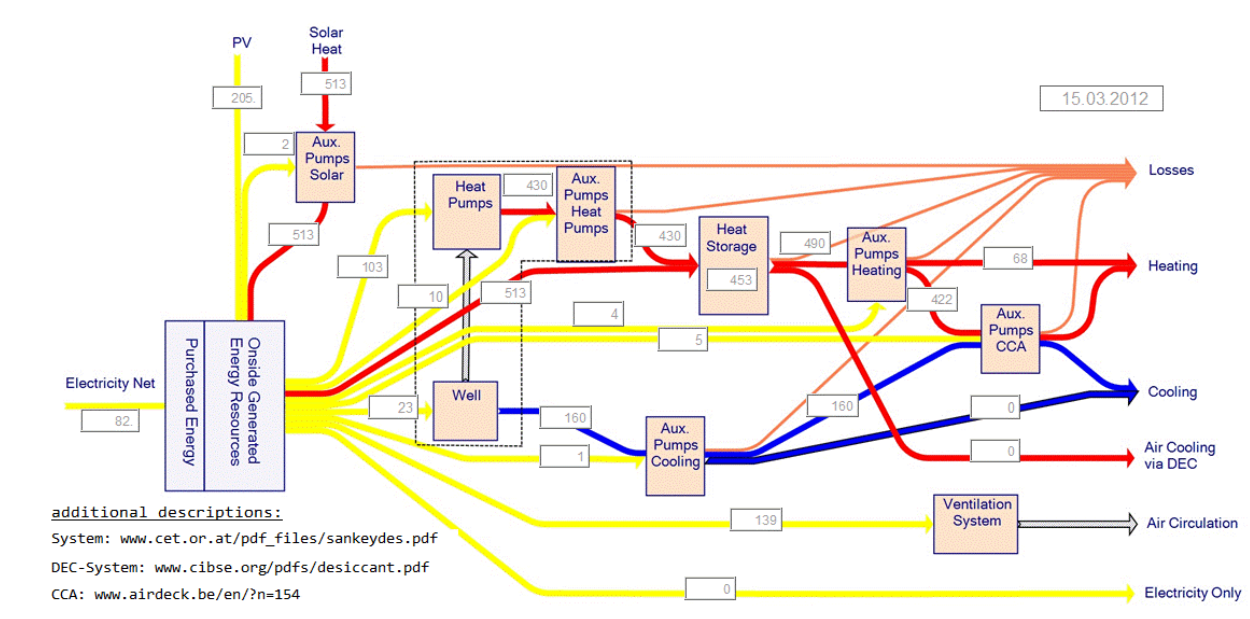 Solar
Heat
PV
513
205.
15.03.2012
2
Aux.
Pumps
Solar
Losses
Heat
Pumps
430
Aux.
Pumps
Heat
Pumps
513
430
Heat
Storage
490
Aux.
Pumps
Heating
68
Heating
103
453
10
513
422
4
Aux.
Pumps
CCA
5
Purchased Energy
Onside Generated
Energy Resources
Electricity Net
82.
23
Well
160
160
0
Cooling
Aux.
Pumps
Cooling
1
0
Air Cooling
via DEC
Ventilation
System
139
Air Circulation
0
Electricity Only
additional descriptions:
System: www.cet.or.at/pdf_files/sankeydes.pdf
DEC-System: www.cibse.org/pdfs/desiccant.pdf
CCA: www.airdeck.be/en/?n=154